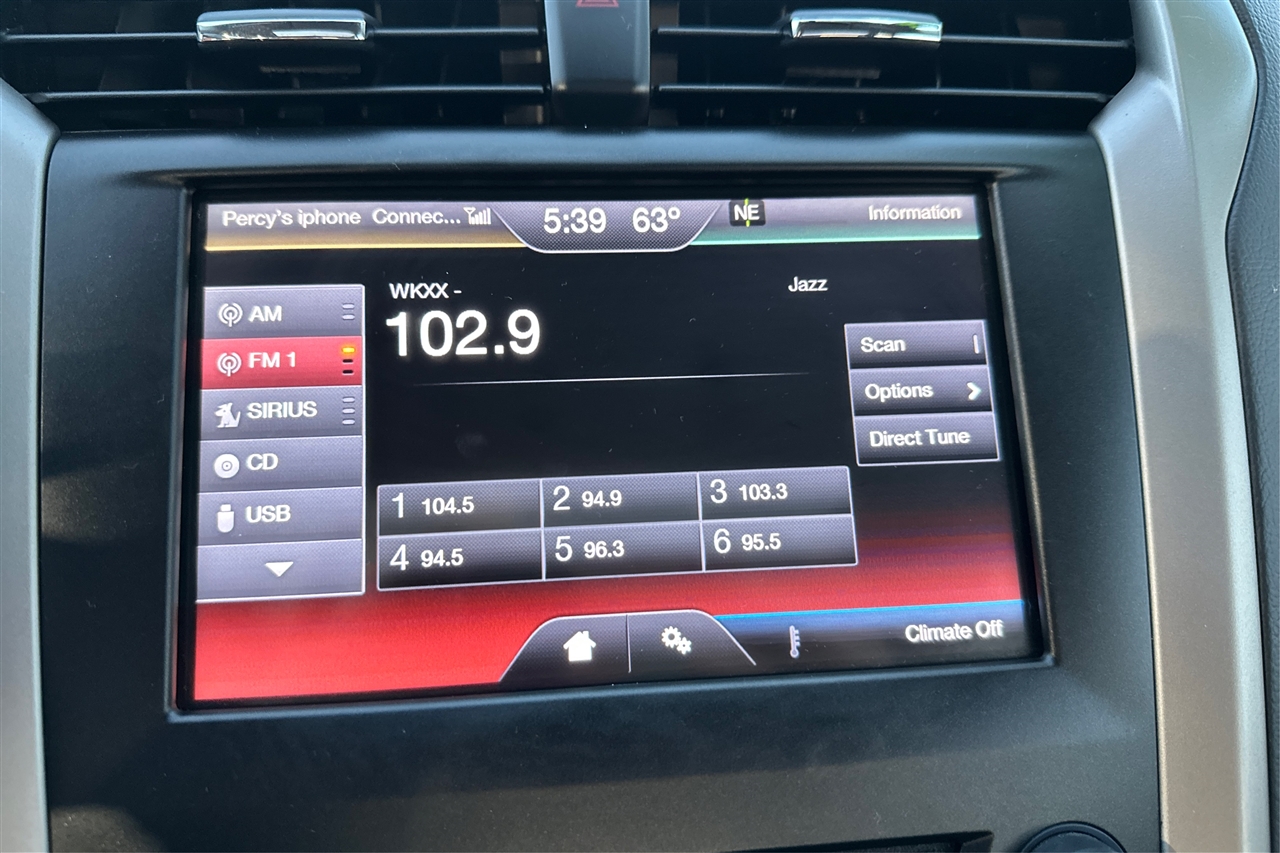 Percy's iphone Connec... 5:39 63° NE Information
WKXX - Jazz
102.9
AM
FM 1
SIRIUS
CD
USB
Scan
Options
Direct Tune
1 104.5 2 94.9 3 103.3
4 94.5 5 96.3 6 95.5
Climate Off